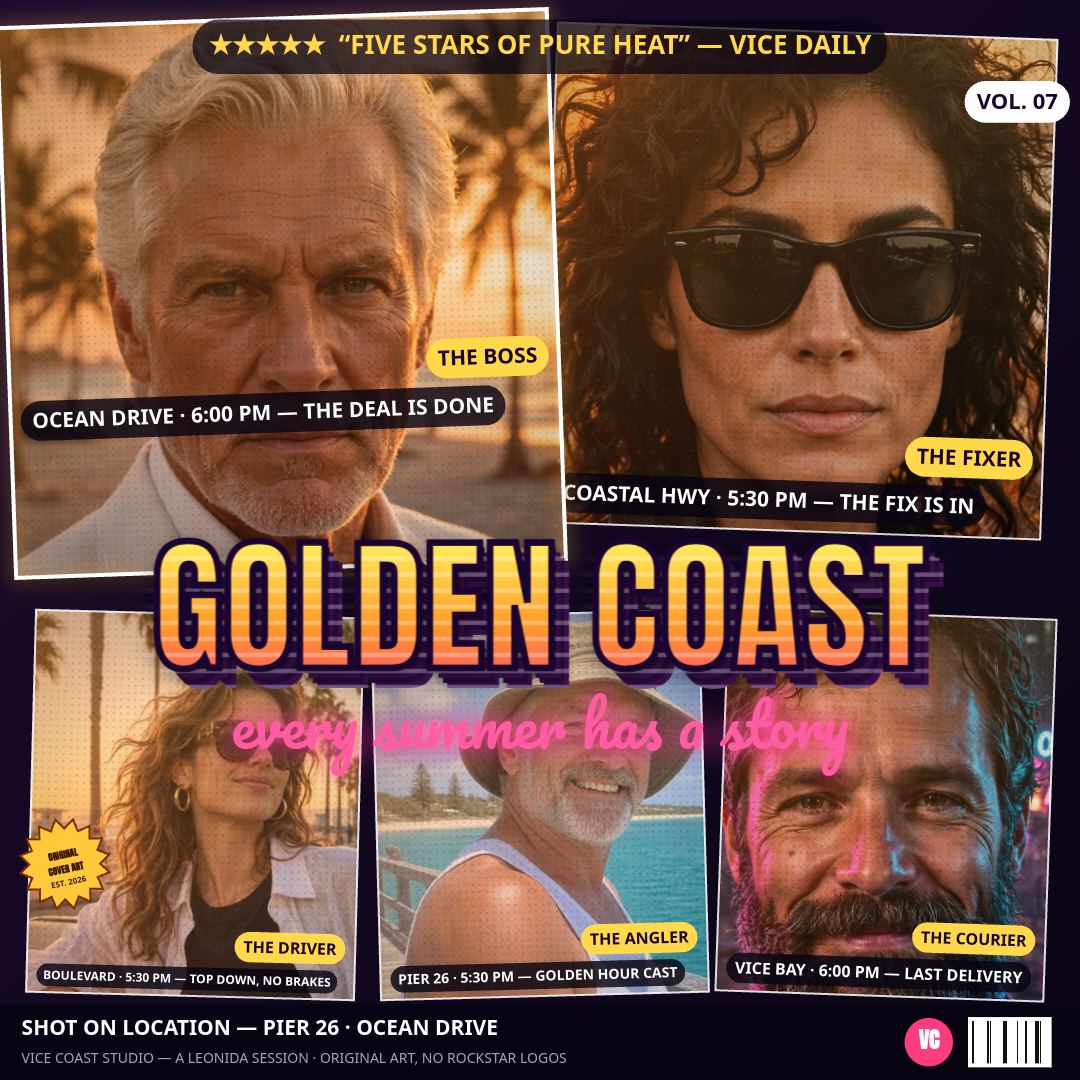 ★★★★★ “FIVE STARS OF PURE HEAT” — VICE DAILY
VOL. 07
THE BOSS
OCEAN DRIVE · 6:00 PM — THE DEAL IS DONE
THE FIXER
COASTAL HWY · 5:30 PM — THE FIX IS IN
GOLDEN COAST
every summer has a story
ORIGINAL
COVER ART
EST. 2026
THE DRIVER
BOULEVARD · 5:30 PM — TOP DOWN, NO BRAKES
THE ANGLER
PIER 26 · 5:30 PM — GOLDEN HOUR CAST
THE COURIER
VICE BAY · 6:00 PM — LAST DELIVERY
SHOT ON LOCATION — PIER 26 · OCEAN DRIVE
VICE COAST STUDIO — A LEONIDA SESSION · ORIGINAL ART, NO ROCKSTAR LOGOS
VC